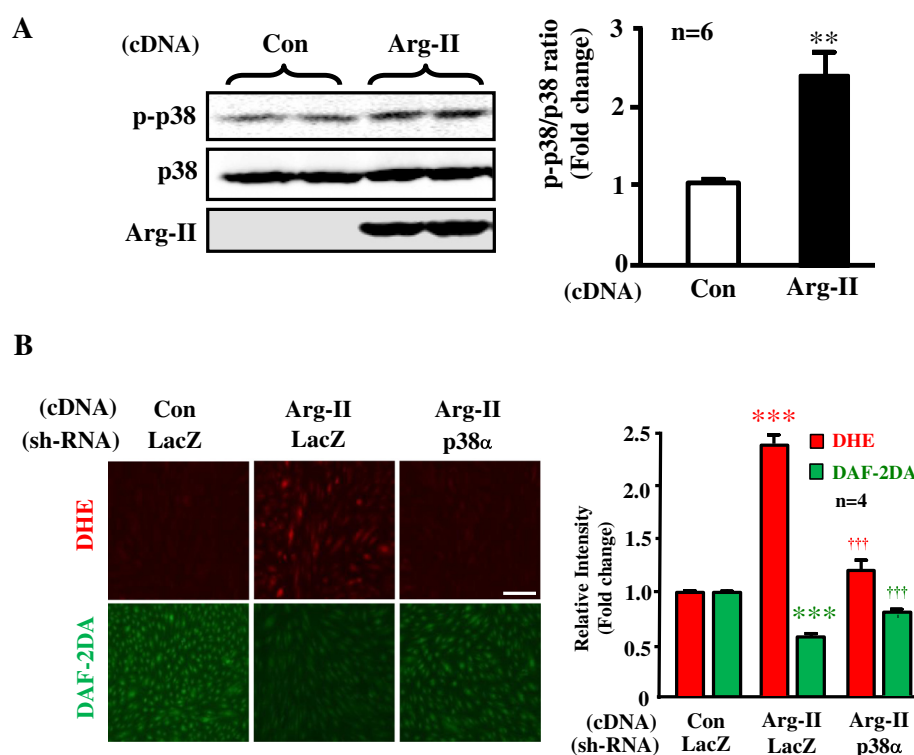 A
(cDNA) Con Arg-II
p-p38
p38
Arg-II
p-p38/p38 ratio
(Fold change)
3
2
1
0
n=6
**
(cDNA) Con Arg-II
B
(cDNA) Con Arg-II Arg-II
(sh-RNA) LacZ LacZ p38α
DHE
DAF-2DA
Relative Intensity
(Fold change)
2.5
2.0
1.5
1.0
0.5
0
***
***
†††
†††
DHE
DAF-2DA
n=4
(cDNA) Con Arg-II Arg-II
(sh-RNA) LacZ LacZ p38α